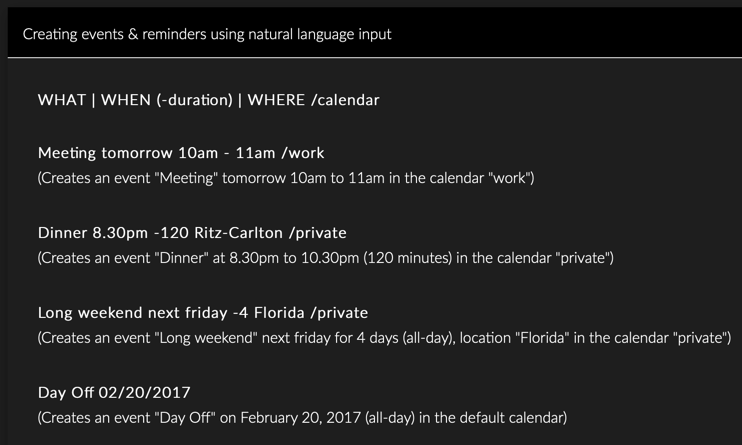 Creating events & reminders using natural language input
WHAT | WHEN (-duration) | WHERE /calendar
Meeting tomorrow 10am - 11am /work
(Creates an event "Meeting" tomorrow 10am to 11am in the calendar "work")
Dinner 8.30pm -120 Ritz-Carlton /private
(Creates an event "Dinner" at 8.30pm to 10.30pm (120 minutes) in the calendar "private")
Long weekend next friday -4 Florida /private
(Creates an event "Long weekend" next friday for 4 days (all-day), location "Florida" in the calendar "private")
Day Off 02/20/2017
(Creates an event "Day Off" on February 20, 2017 (all-day) in the default calendar)